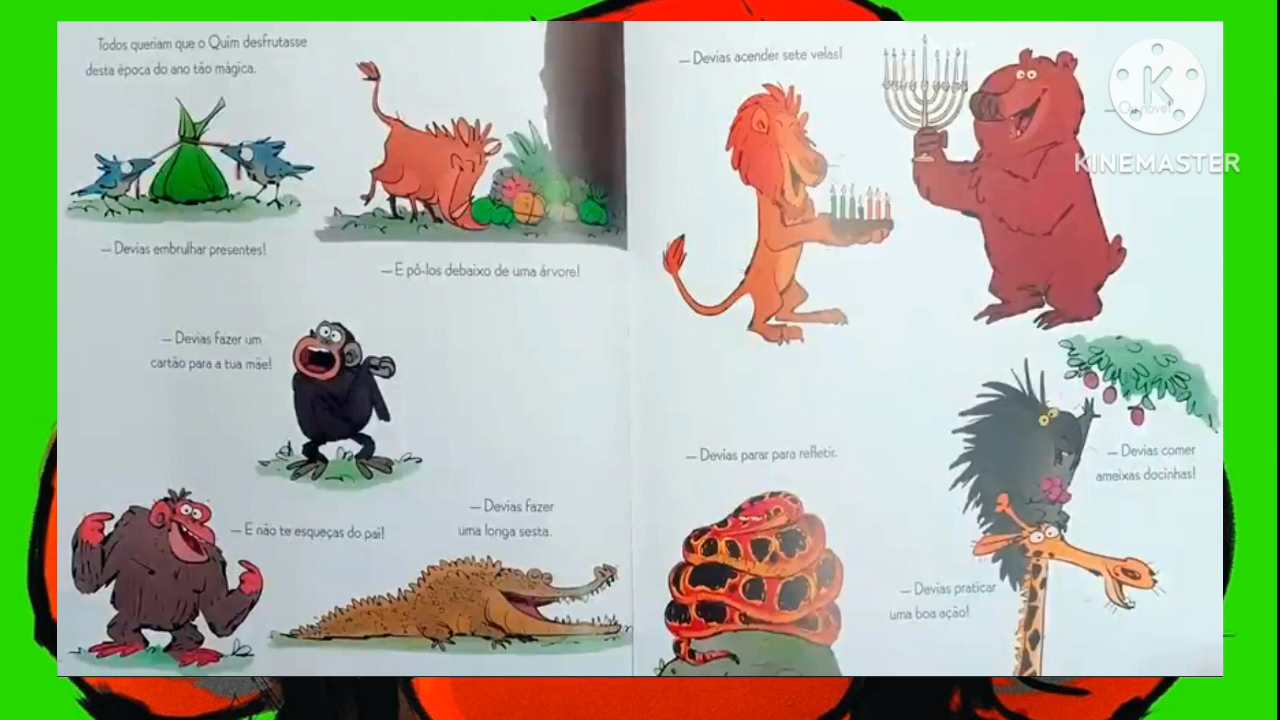 Todos queriam que o Quim desfrutasse
desta época do ano tão mágica.
— Devias embrulhar presentes!
— E pô-los debaixo de uma árvore!
— Devias fazer um
cartão para a tua mãe!
— E não te esqueças do pai!
— Devias fazer
uma longa sesta.
— Devias acender sete velas!
— Ou nove!
K
KINEMASTER
— Devias parar para refletir.
— Devias comer
ameixas docinhas!
— Devias praticar
uma boa ação!